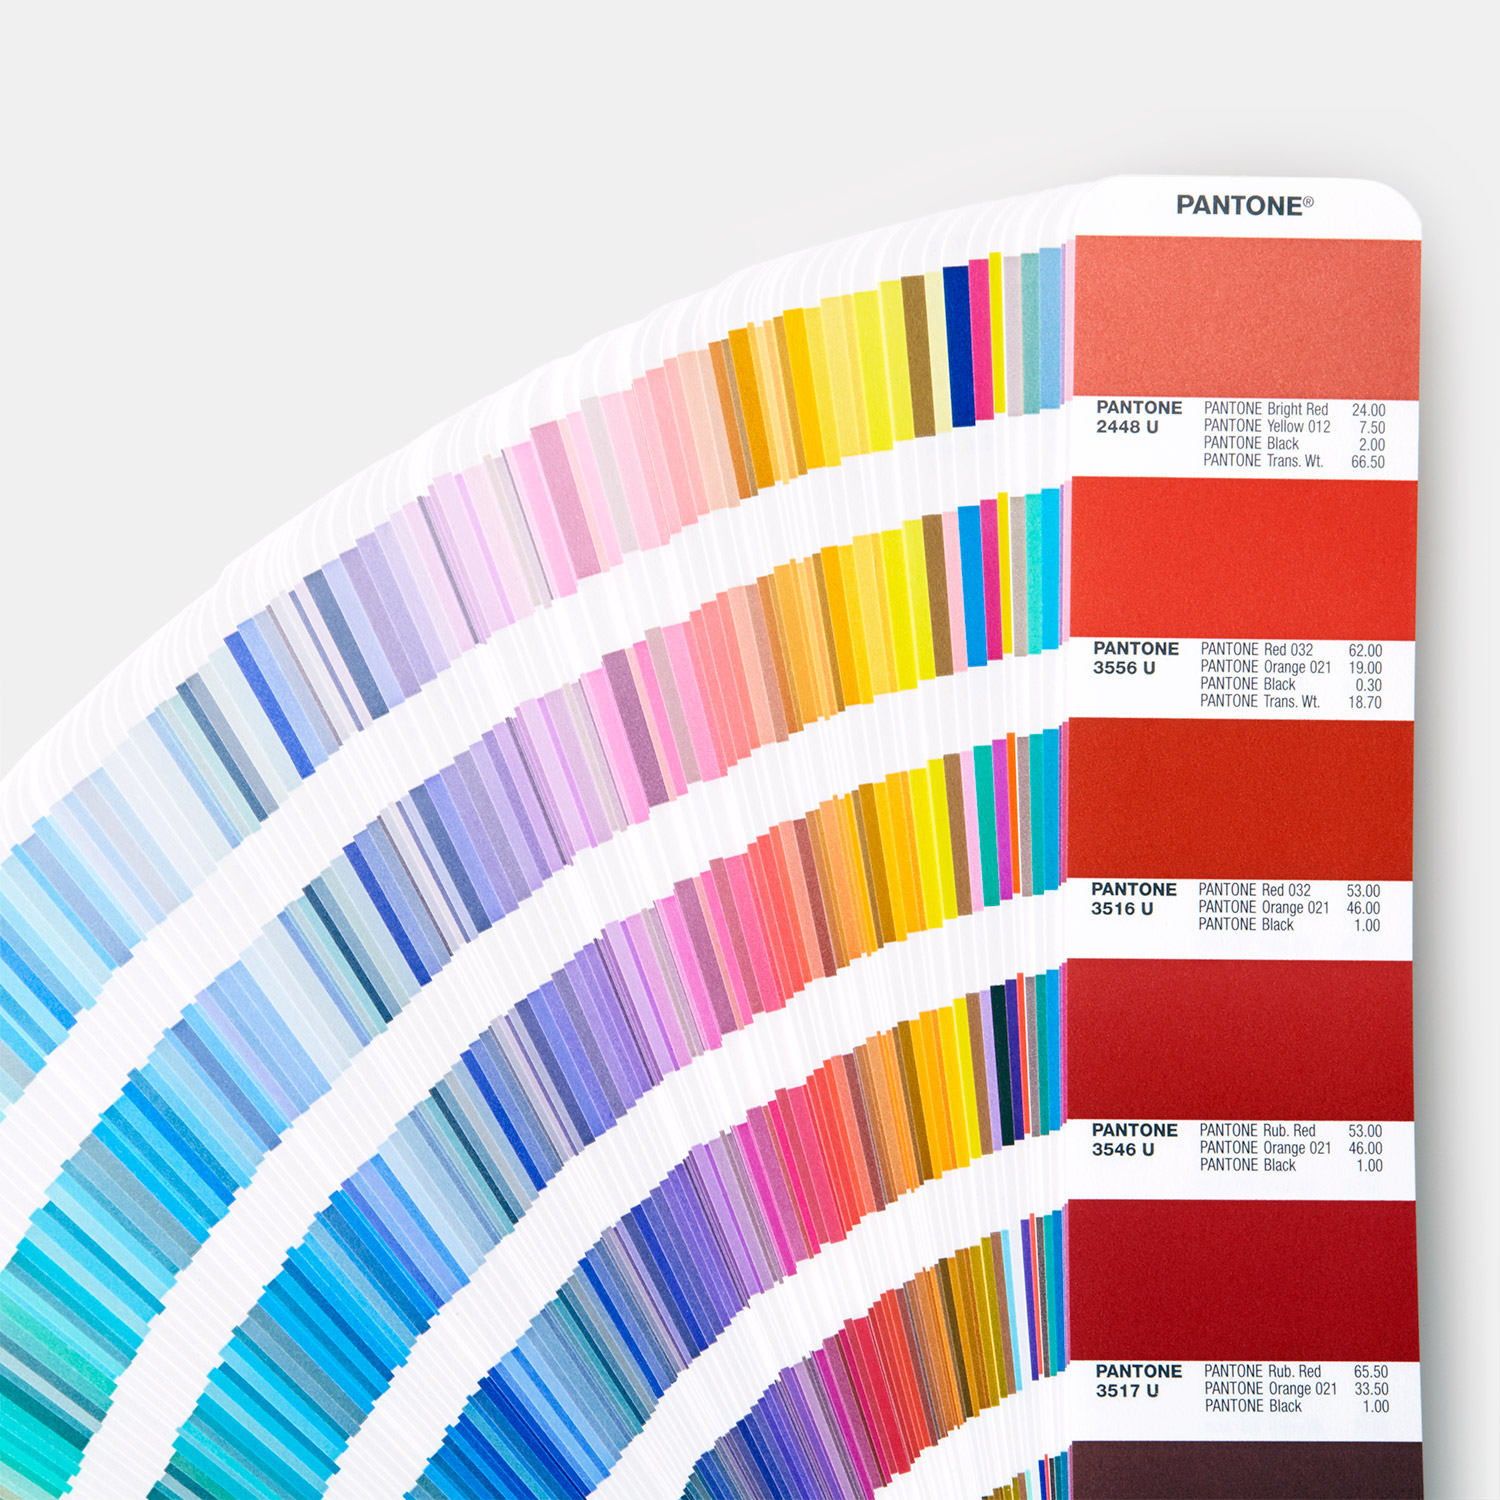 PANTONE®
PANTONE PANTONE Bright Red 24.00
2448 U PANTONE Yellow 012 7.50
PANTONE Black 2.00
PANTONE Trans. Wt. 66.50
PANTONE PANTONE Red 032 62.00
3556 U PANTONE Orange 021 19.00
PANTONE Black 0.30
PANTONE Trans. Wt. 18.70
PANTONE PANTONE Red 032 53.00
3516 U PANTONE Orange 021 46.00
PANTONE Black 1.00
PANTONE PANTONE Rub. Red 53.00
3546 U PANTONE Orange 021 46.00
PANTONE Black 1.00
PANTONE PANTONE Rub. Red 65.50
3517 U PANTONE Orange 021 33.50
PANTONE Black 1.00